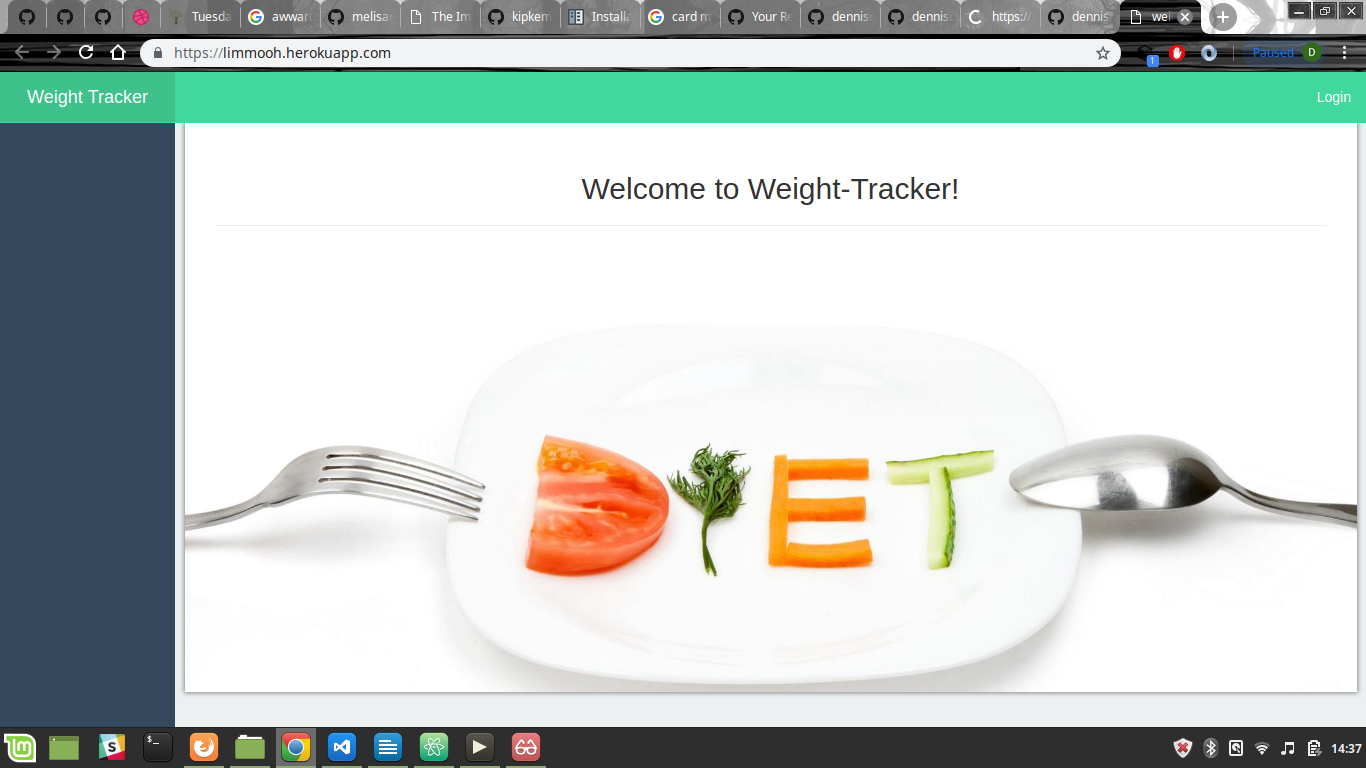 Tuesda
awwar
melisa
The Im
kipkem
Installe
card m
Your Re
dennis
dennis
https:/
dennis
we
https://limmooh.herokuapp.com
1
Paused
D
Weight Tracker
Login
Welcome to Weight-Tracker!
DIET
14:37